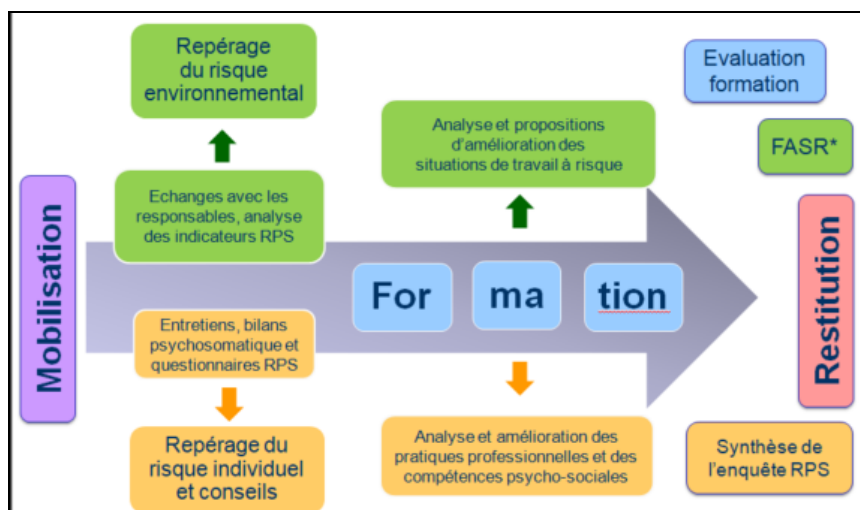 Repérage
du risque
environnemental
Evaluation
formation
Analyse et propositions
d'amélioration des
situations de travail à risque
FASR*
Echanges avec les
responsables, analyse
des indicateurs RPS
Mobilisation
For
ma
tion
Restitution
Entretiens, bilans
psychosomatique et
questionnaires RPS
Repérage du
risque individuel
et conseils
Analyse et amélioration des
pratiques professionnelles et des
compétences psycho-sociales
Synthèse de
l'enquête RPS